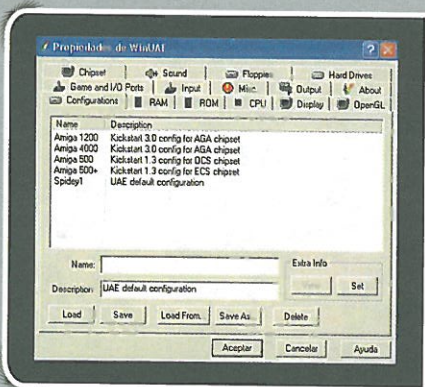 Propiedades de WinUAE
Chipset Sound Floppies Hard Drives
Game and I/O Ports Input Misc Output About
Configurations RAM ROM CPU Display OpenGL
Name Description
Amiga 1200 Kickstart 3.0 config for AGA chipset
Amiga 4000 Kickstart 3.0 config for AGA chipset
Amiga 500 Kickstart 1.3 config for OCS chipset
Amiga 500+ Kickstart 1.3 config for ECS chipset
Spidey1 UAE default configuration
Name: Extra Info
Description: UAE default configuration Set
Load Save Load From... Save As... Delete
Aceptar Cancelar Ayuda